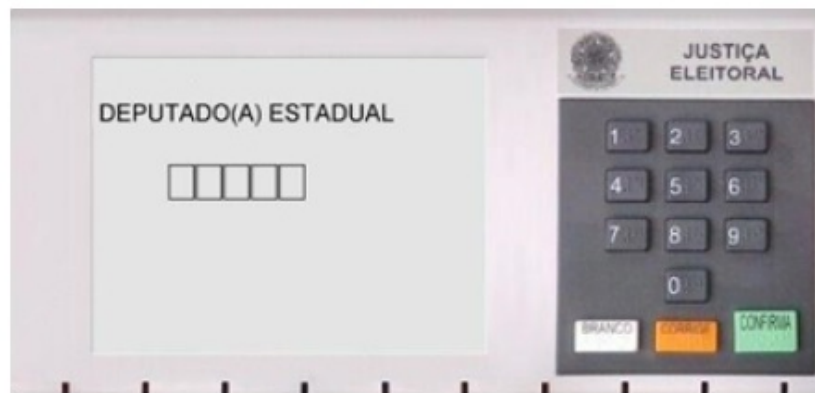 JUSTIÇA
ELEITORAL
DEPUTADO(A) ESTADUAL
1 2 3
4 5 6
7 8 9
0
BRANCO CORRIGE CONFIRMA